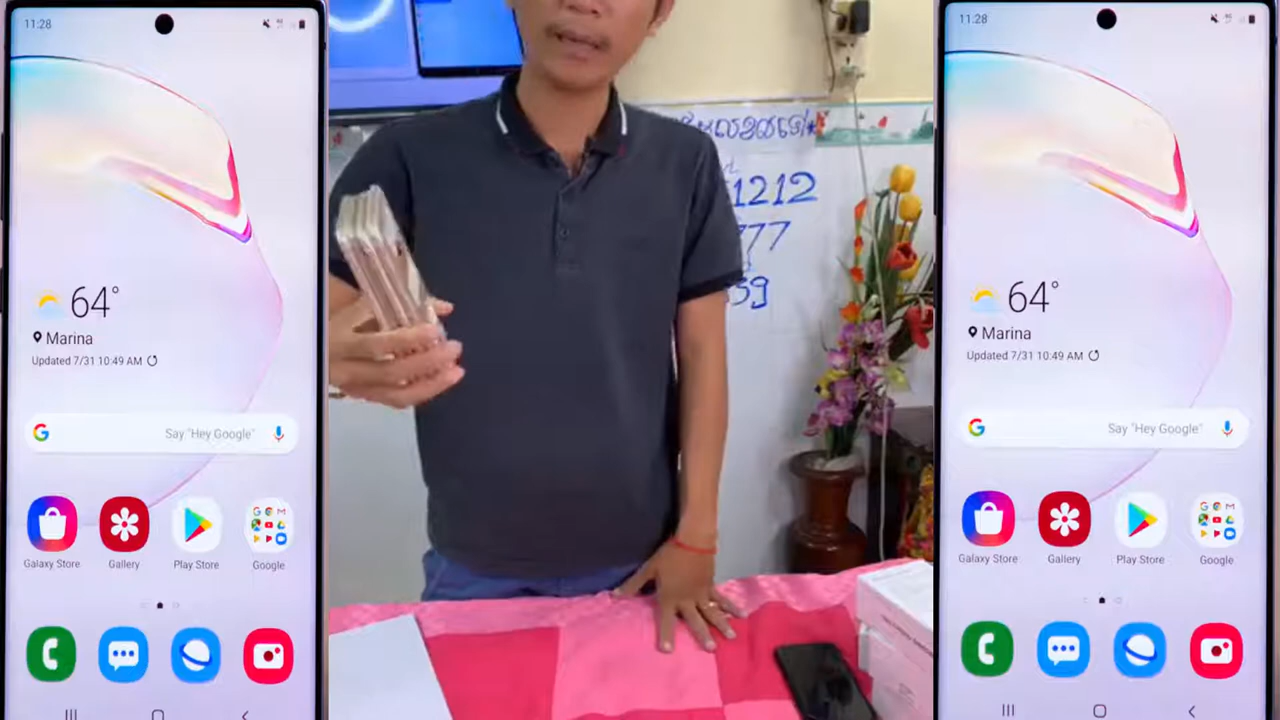 11:28
64°
Marina
Updated 7/31 10:49 AM
G
Say "Hey Google"
Galaxy Store
Gallery
Play Store
Google
1212
777
59
11:28
64°
Marina
Updated 7/31 10:49 AM
G
Say "Hey Google"
Galaxy Store
Gallery
Play Store
Google